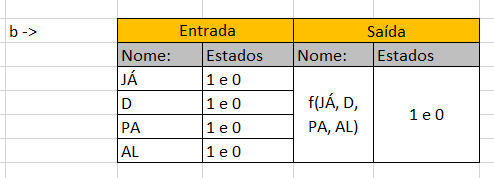 b -> Entrada Saída
Nome: Estados Nome: Estados
JÁ 1 e 0
D 1 e 0
PA 1 e 0
AL 1 e 0
f(JÁ, D,
PA, AL)
1 e 0